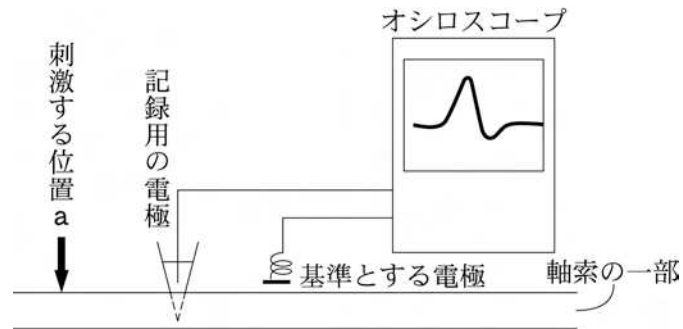 オシロスコープ
刺激する位置a
記録用の電極
基準とする電極
軸索の一部